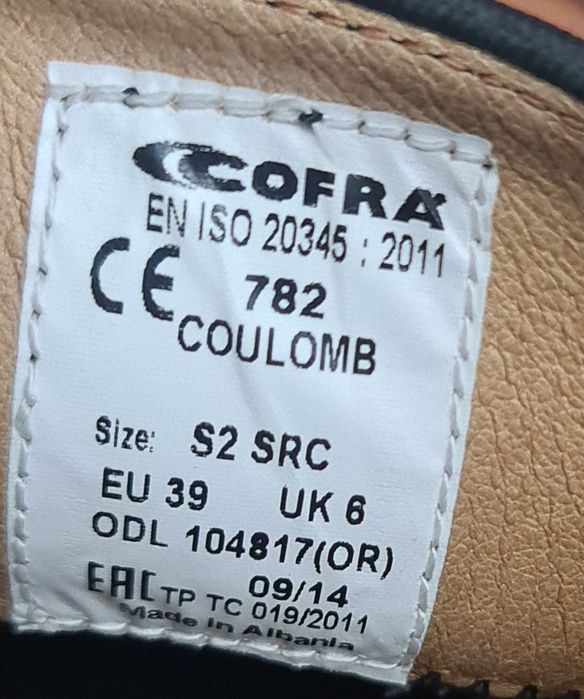 COFRA
EN ISO 20345 : 2011
CE 782
COULOMB
Size: S2 SRC
EU 39 UK 6
ODL 104817(OR)
09/14
EAC TP TC 019/2011
Made in Albania